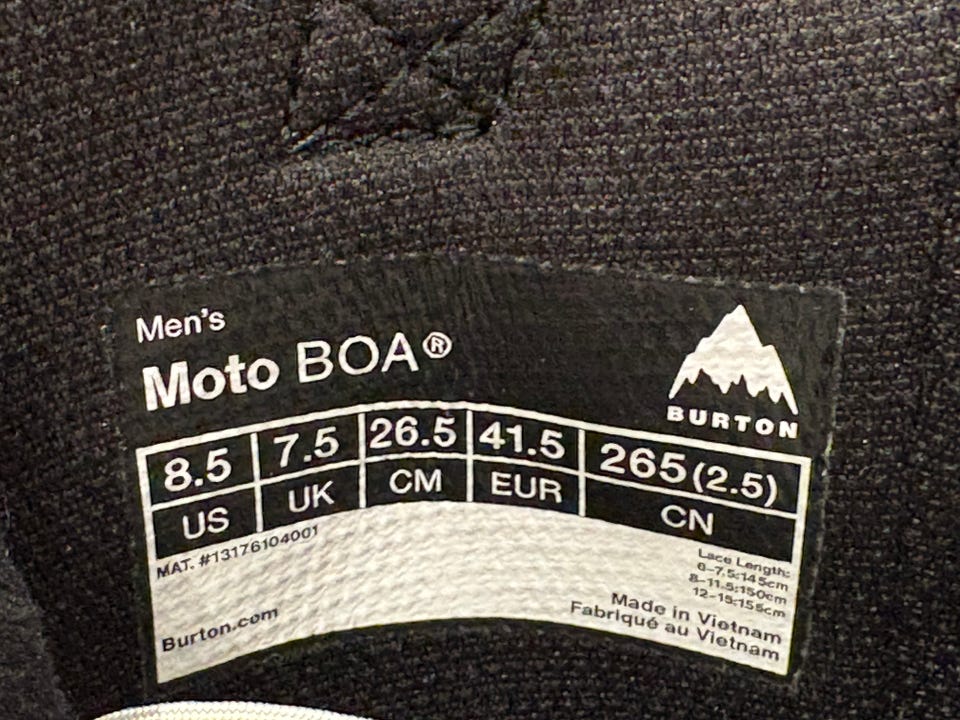 Men's
Moto BOA®
BURTON
8.5 7.5 26.5 41.5 265(2.5)
US UK CM EUR CN
MAT. #13176104001
Lace Length:
6-7.5:145cm
8-11.5:150cm
12-15:155cm
Burton.com
Made in Vietnam
Fabriqué au Vietnam